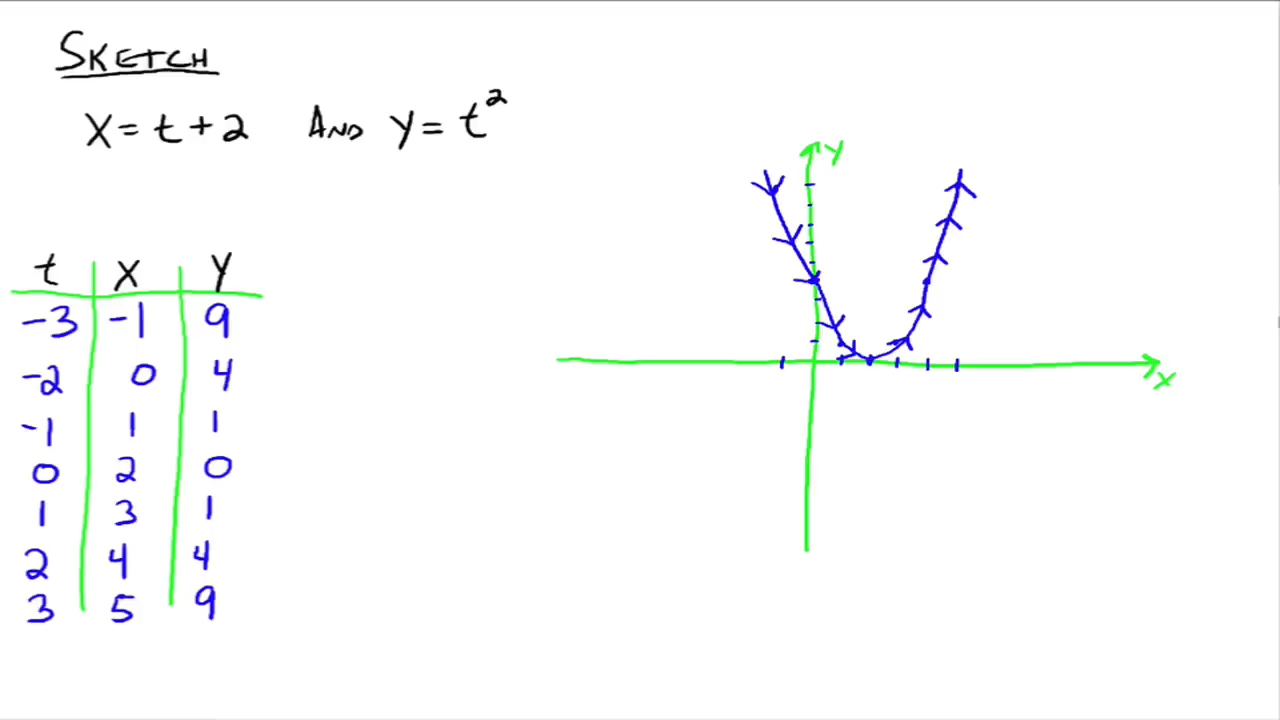 SKETCH
X = t + 2 AND Y = t²
t X Y
-3 -1 9
-2 0 4
-1 1 1
0 2 0
1 3 1
2 4 4
3 5 9
Y
X